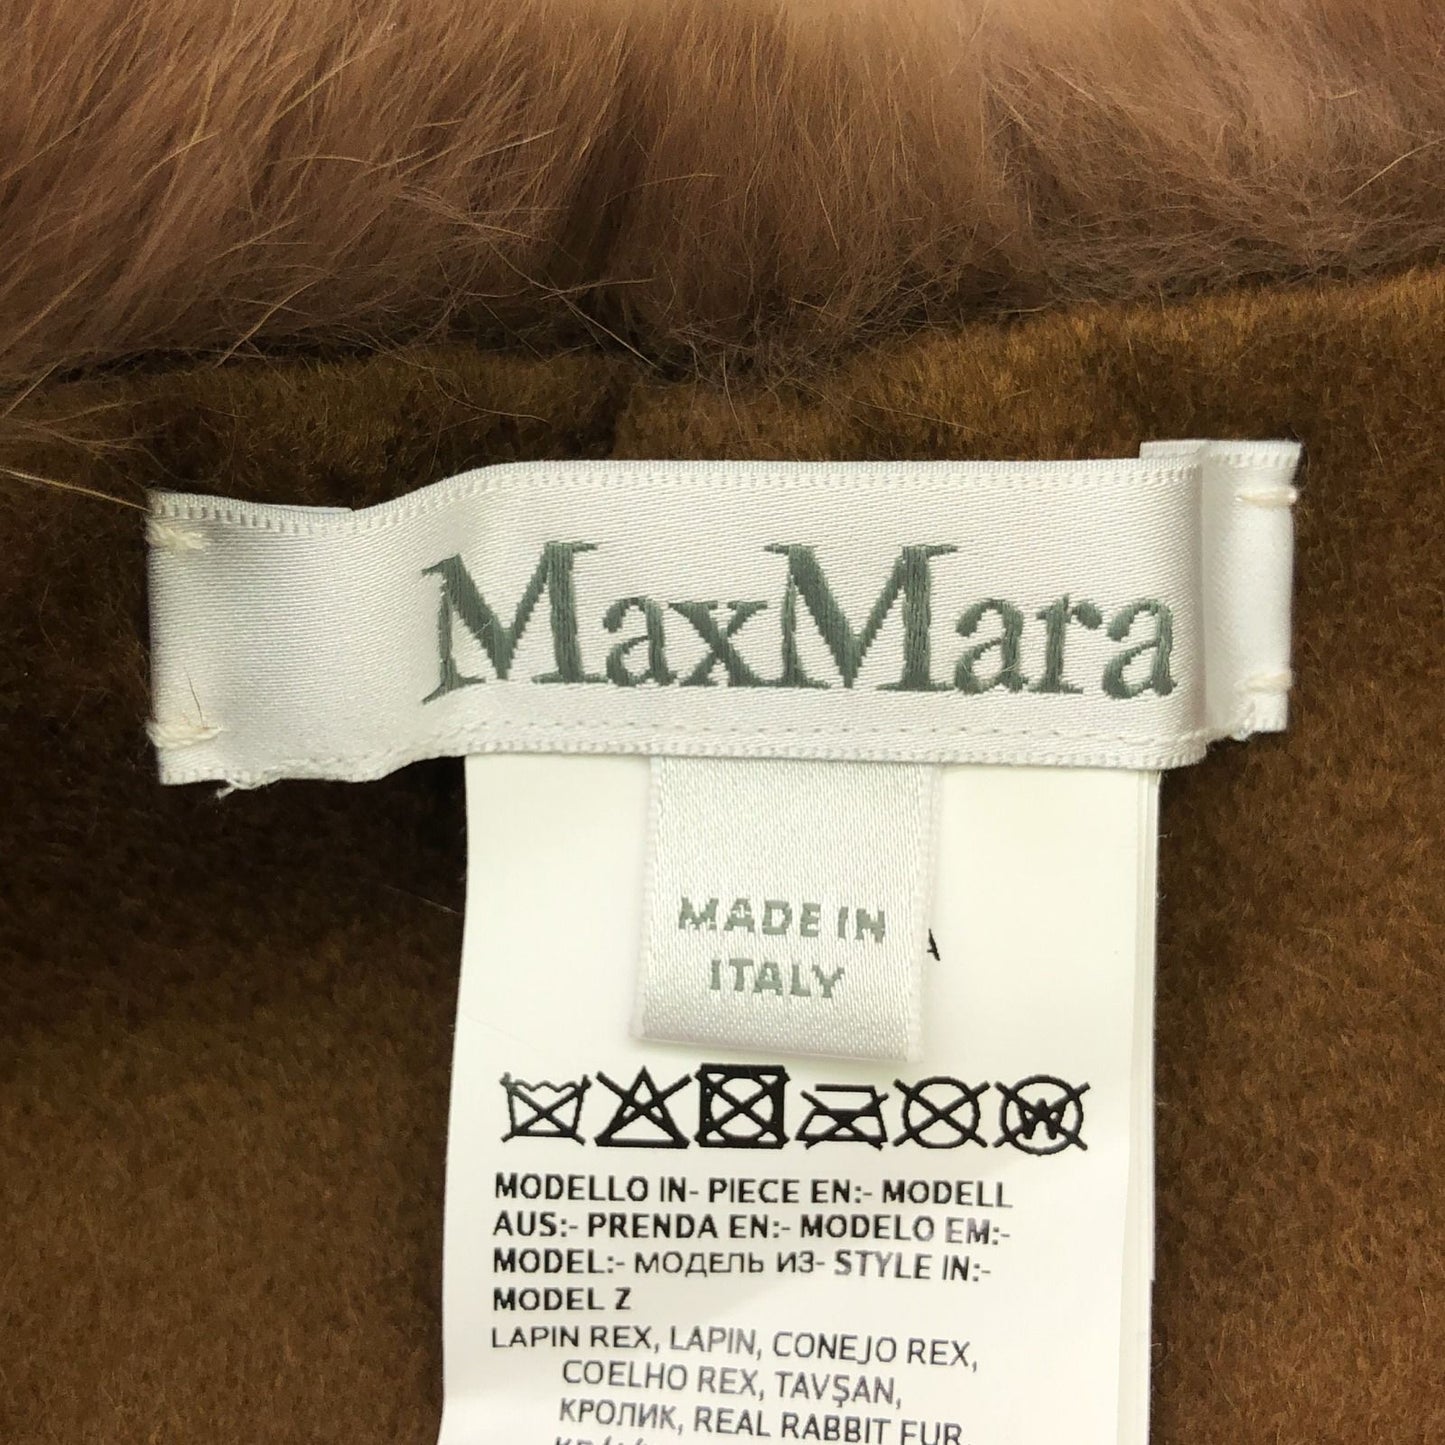 MaxMara
MADE IN
ITALY
A
MODELLO IN- PIECE EN:- MODELL
AUS:- PRENDA EN:- MODELO EM:-
MODEL:- МОДЕЛЬ ИЗ- STYLE IN:-
MODEL Z
LAPIN REX, LAPIN, CONEJO REX,
COELHO REX, TAVŞAN,
КРОЛИК, REAL RABBIT FUR,